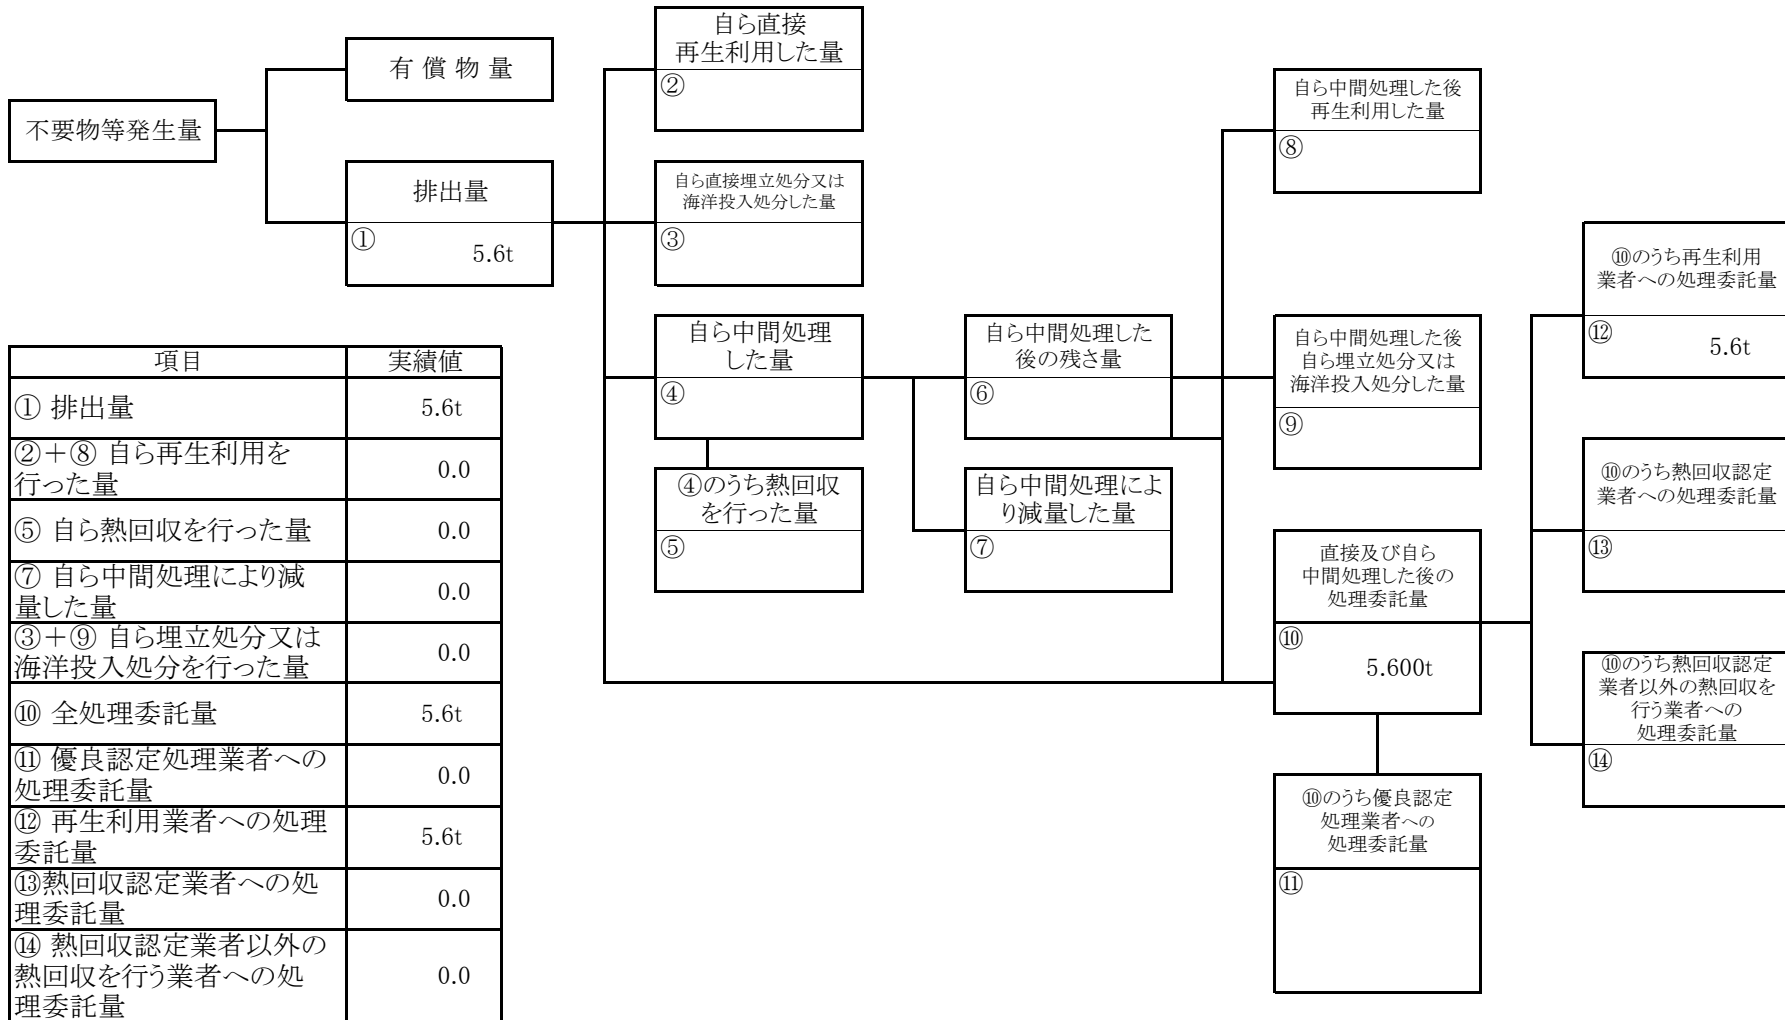 不要物等発生量
有 償 物 量
排出量
①
5.6t
自ら直接
再生利用した量
②
自ら直接埋立処分又は
海洋投入処分した量
③
自ら中間処理
した量
④
④のうち熱回収
を行った量
⑤
自ら中間処理した
後の残さ量
⑥
自ら中間処理によ
り減量した量
⑦
自ら中間処理した後
再生利用した量
⑧
自ら中間処理した後
自ら埋立処分又は
海洋投入処分した量
⑨
直接及び自ら
中間処理した後の
処理委託量
⑩
5.600t
⑩のうち優良認定
処理業者への
処理委託量
⑪
⑩のうち再生利用
業者への処理委託量
⑫
5.6t
⑩のうち熱回収認定
業者への処理委託量
⑬
⑩のうち熱回収認定
業者以外の熱回収を
行う業者への
処理委託量
⑭
項目 実績値
① 排出量 5.6t
②＋⑧ 自ら再生利用を
行った量 0.0
⑤ 自ら熱回収を行った量 0.0
⑦ 自ら中間処理により減
量した量 0.0
③＋⑨ 自ら埋立処分又は
海洋投入処分を行った量 0.0
⑩ 全処理委託量 5.6t
⑪ 優良認定処理業者への
処理委託量 0.0
⑫ 再生利用業者への処理
委託量 5.6t
⑬熱回収認定業者への処
理委託量 0.0
⑭ 熱回収認定業者以外の
熱回収を行う業者への処
理委託量 0.0